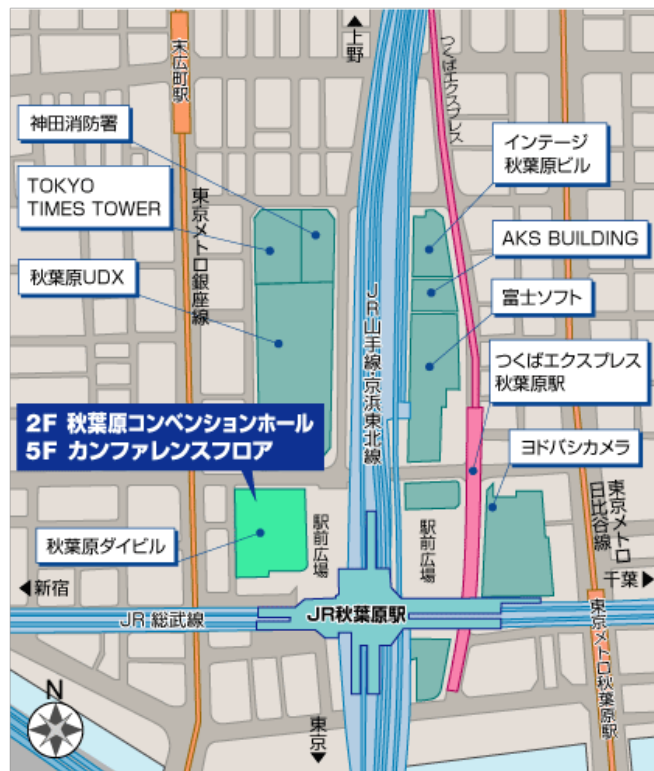 ▲上野
末広町駅
つくばエクスプレス
神田消防署
インテージ
秋葉原ビル
TOKYO
TIMES TOWER
東京メトロ銀座線
AKS BUILDING
秋葉原UDX
JR山手線・京浜東北線
富士ソフト
つくばエクスプレス
秋葉原駅
2F 秋葉原コンベンションホール
5F カンファレンスフロア
ヨドバシカメラ
東京メトロ
日比谷線
秋葉原ダイビル
駅前広場
駅前広場
◀新宿
千葉▶
JR 総武線
JR秋葉原駅
東京メトロ秋葉原駅
N
東京▼